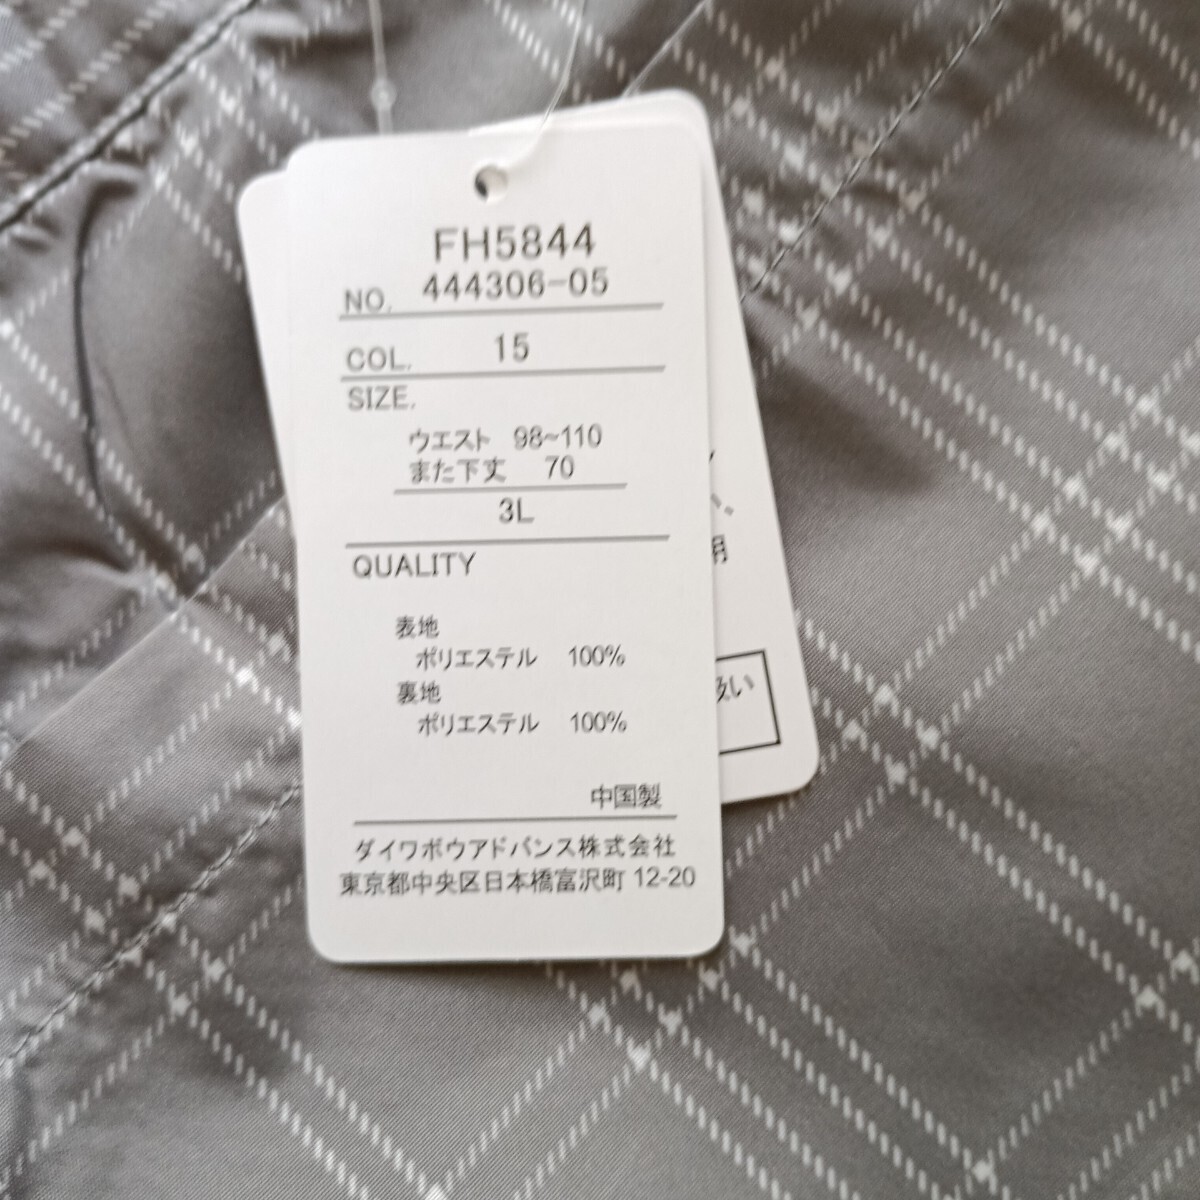 FH5844
NO. 444306-05
COL. 15
SIZE.
ウエスト 98~110
また下丈 70
3L
QUALITY
表地
ポリエステル 100%
裏地
ポリエステル 100%
中国製
ダイワボウアドバンス株式会社
東京都中央区日本橋富沢町 12-20
用
扱い